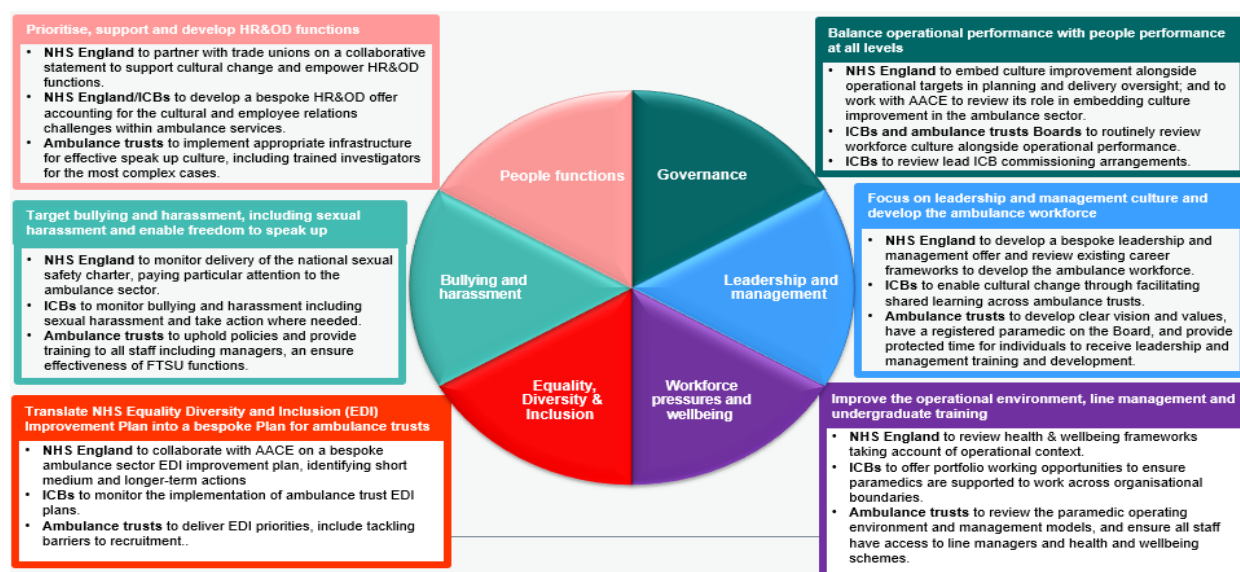 Prioritise, support and develop HR&OD functions
• NHS England to partner with trade unions on a collaborative
statement to support cultural change and empower HR&OD
functions.
• NHS England/ICBs to develop a bespoke HR&OD offer
accounting for the cultural and employee relations
challenges within ambulance services.
• Ambulance trusts to implement appropriate infrastructure
for effective speak up culture, including trained investigators
for the most complex cases.
Target bullying and harassment, including sexual
harassment and enable freedom to speak up
• NHS England to monitor delivery of the national sexual
safety charter, paying particular attention to the
ambulance sector.
• ICBs to monitor bullying and harassment including
sexual harassment and take action where needed.
• Ambulance trusts to uphold policies and provide
training to all staff including managers, an ensure
effectiveness of FTSU functions.
Translate NHS Equality Diversity and Inclusion (EDI)
Improvement Plan into a bespoke Plan for ambulance trusts
• NHS England to collaborate with AACE on a bespoke
ambulance sector EDI improvement plan, identifying short
medium and longer-term actions
• ICBs to monitor the implementation of ambulance trust EDI
plans.
• Ambulance trusts to deliver EDI priorities, include tackling
barriers to recruitment..
People functions
Governance
Bullying and
harassment
Leadership and
management
Equality,
Diversity &
Inclusion
Workforce
pressures and
wellbeing
Balance operational performance with people performance
at all levels
• NHS England to embed culture improvement alongside
operational targets in planning and delivery oversight; and to
work with AACE to review its role in embedding culture
improvement in the ambulance sector.
• ICBs and ambulance trusts Boards to routinely review
workforce culture alongside operational performance.
• ICBs to review lead ICB commissioning arrangements.
Focus on leadership and management culture and
develop the ambulance workforce
• NHS England to develop a bespoke leadership and
management offer and review existing career
frameworks to develop the ambulance workforce.
• ICBs to enable cultural change through facilitating
shared learning across ambulance trusts.
• Ambulance trusts to develop clear vision and values,
have a registered paramedic on the Board, and provide
protected time for individuals to receive leadership and
management training and development.
Improve the operational environment, line management and
undergraduate training
• NHS England to review health & wellbeing frameworks
taking account of operational context.
• ICBs to offer portfolio working opportunities to ensure
paramedics are supported to work across organisational
boundaries.
• Ambulance trusts to review the paramedic operating
environment and management models, and ensure all staff
have access to line managers and health and wellbeing
schemes.